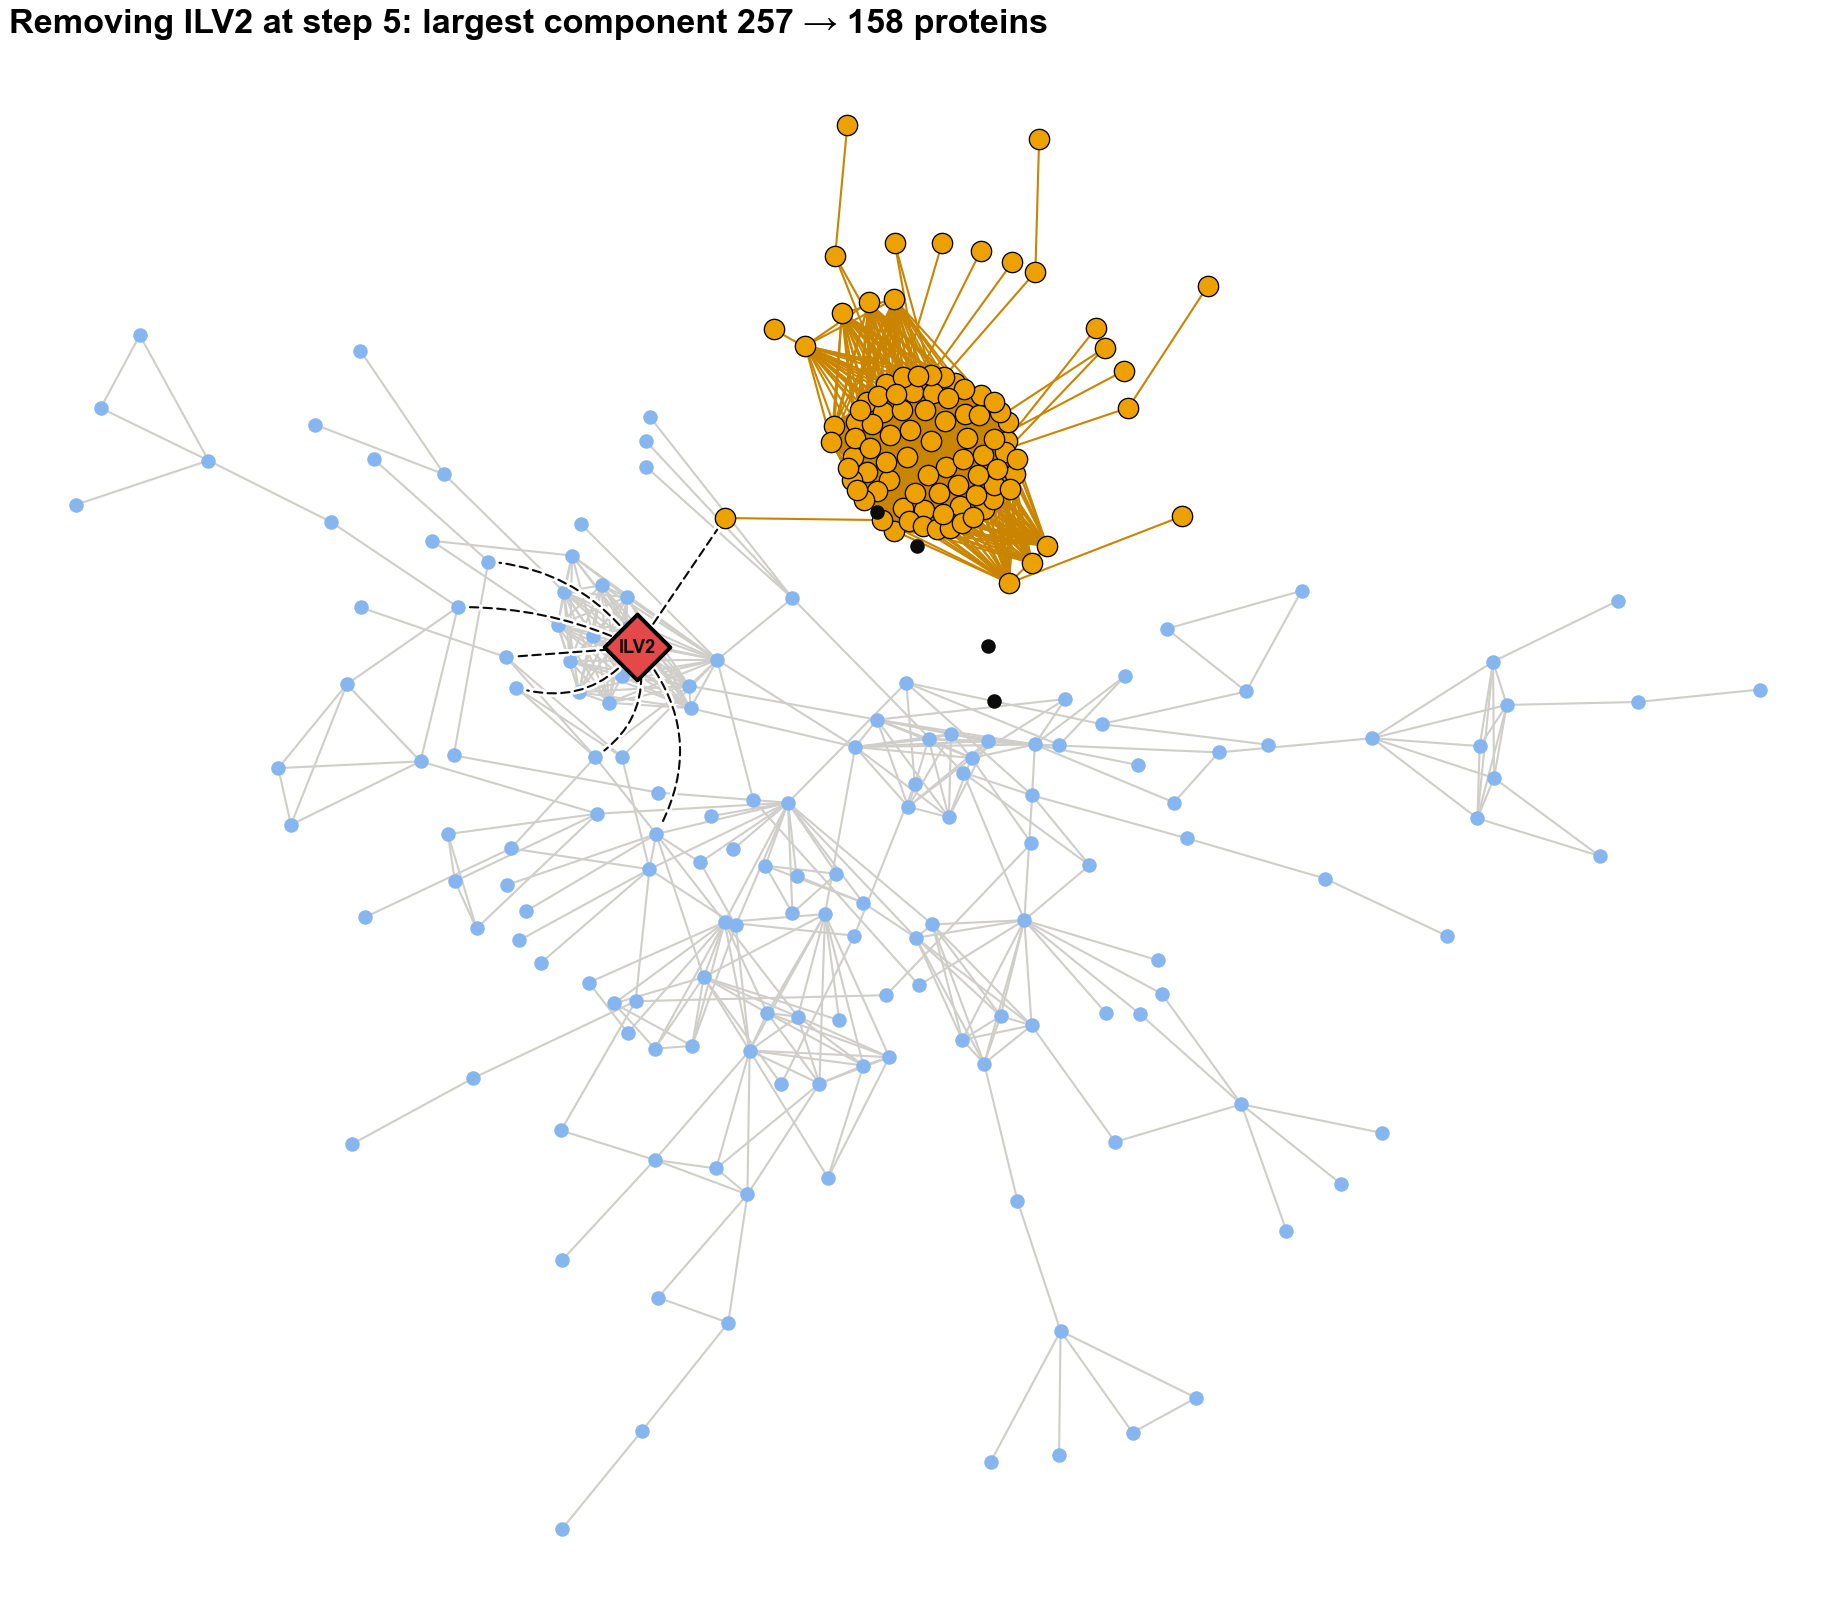 Removing ILV2 at step 5: largest component 257 → 158 proteins
ILV2